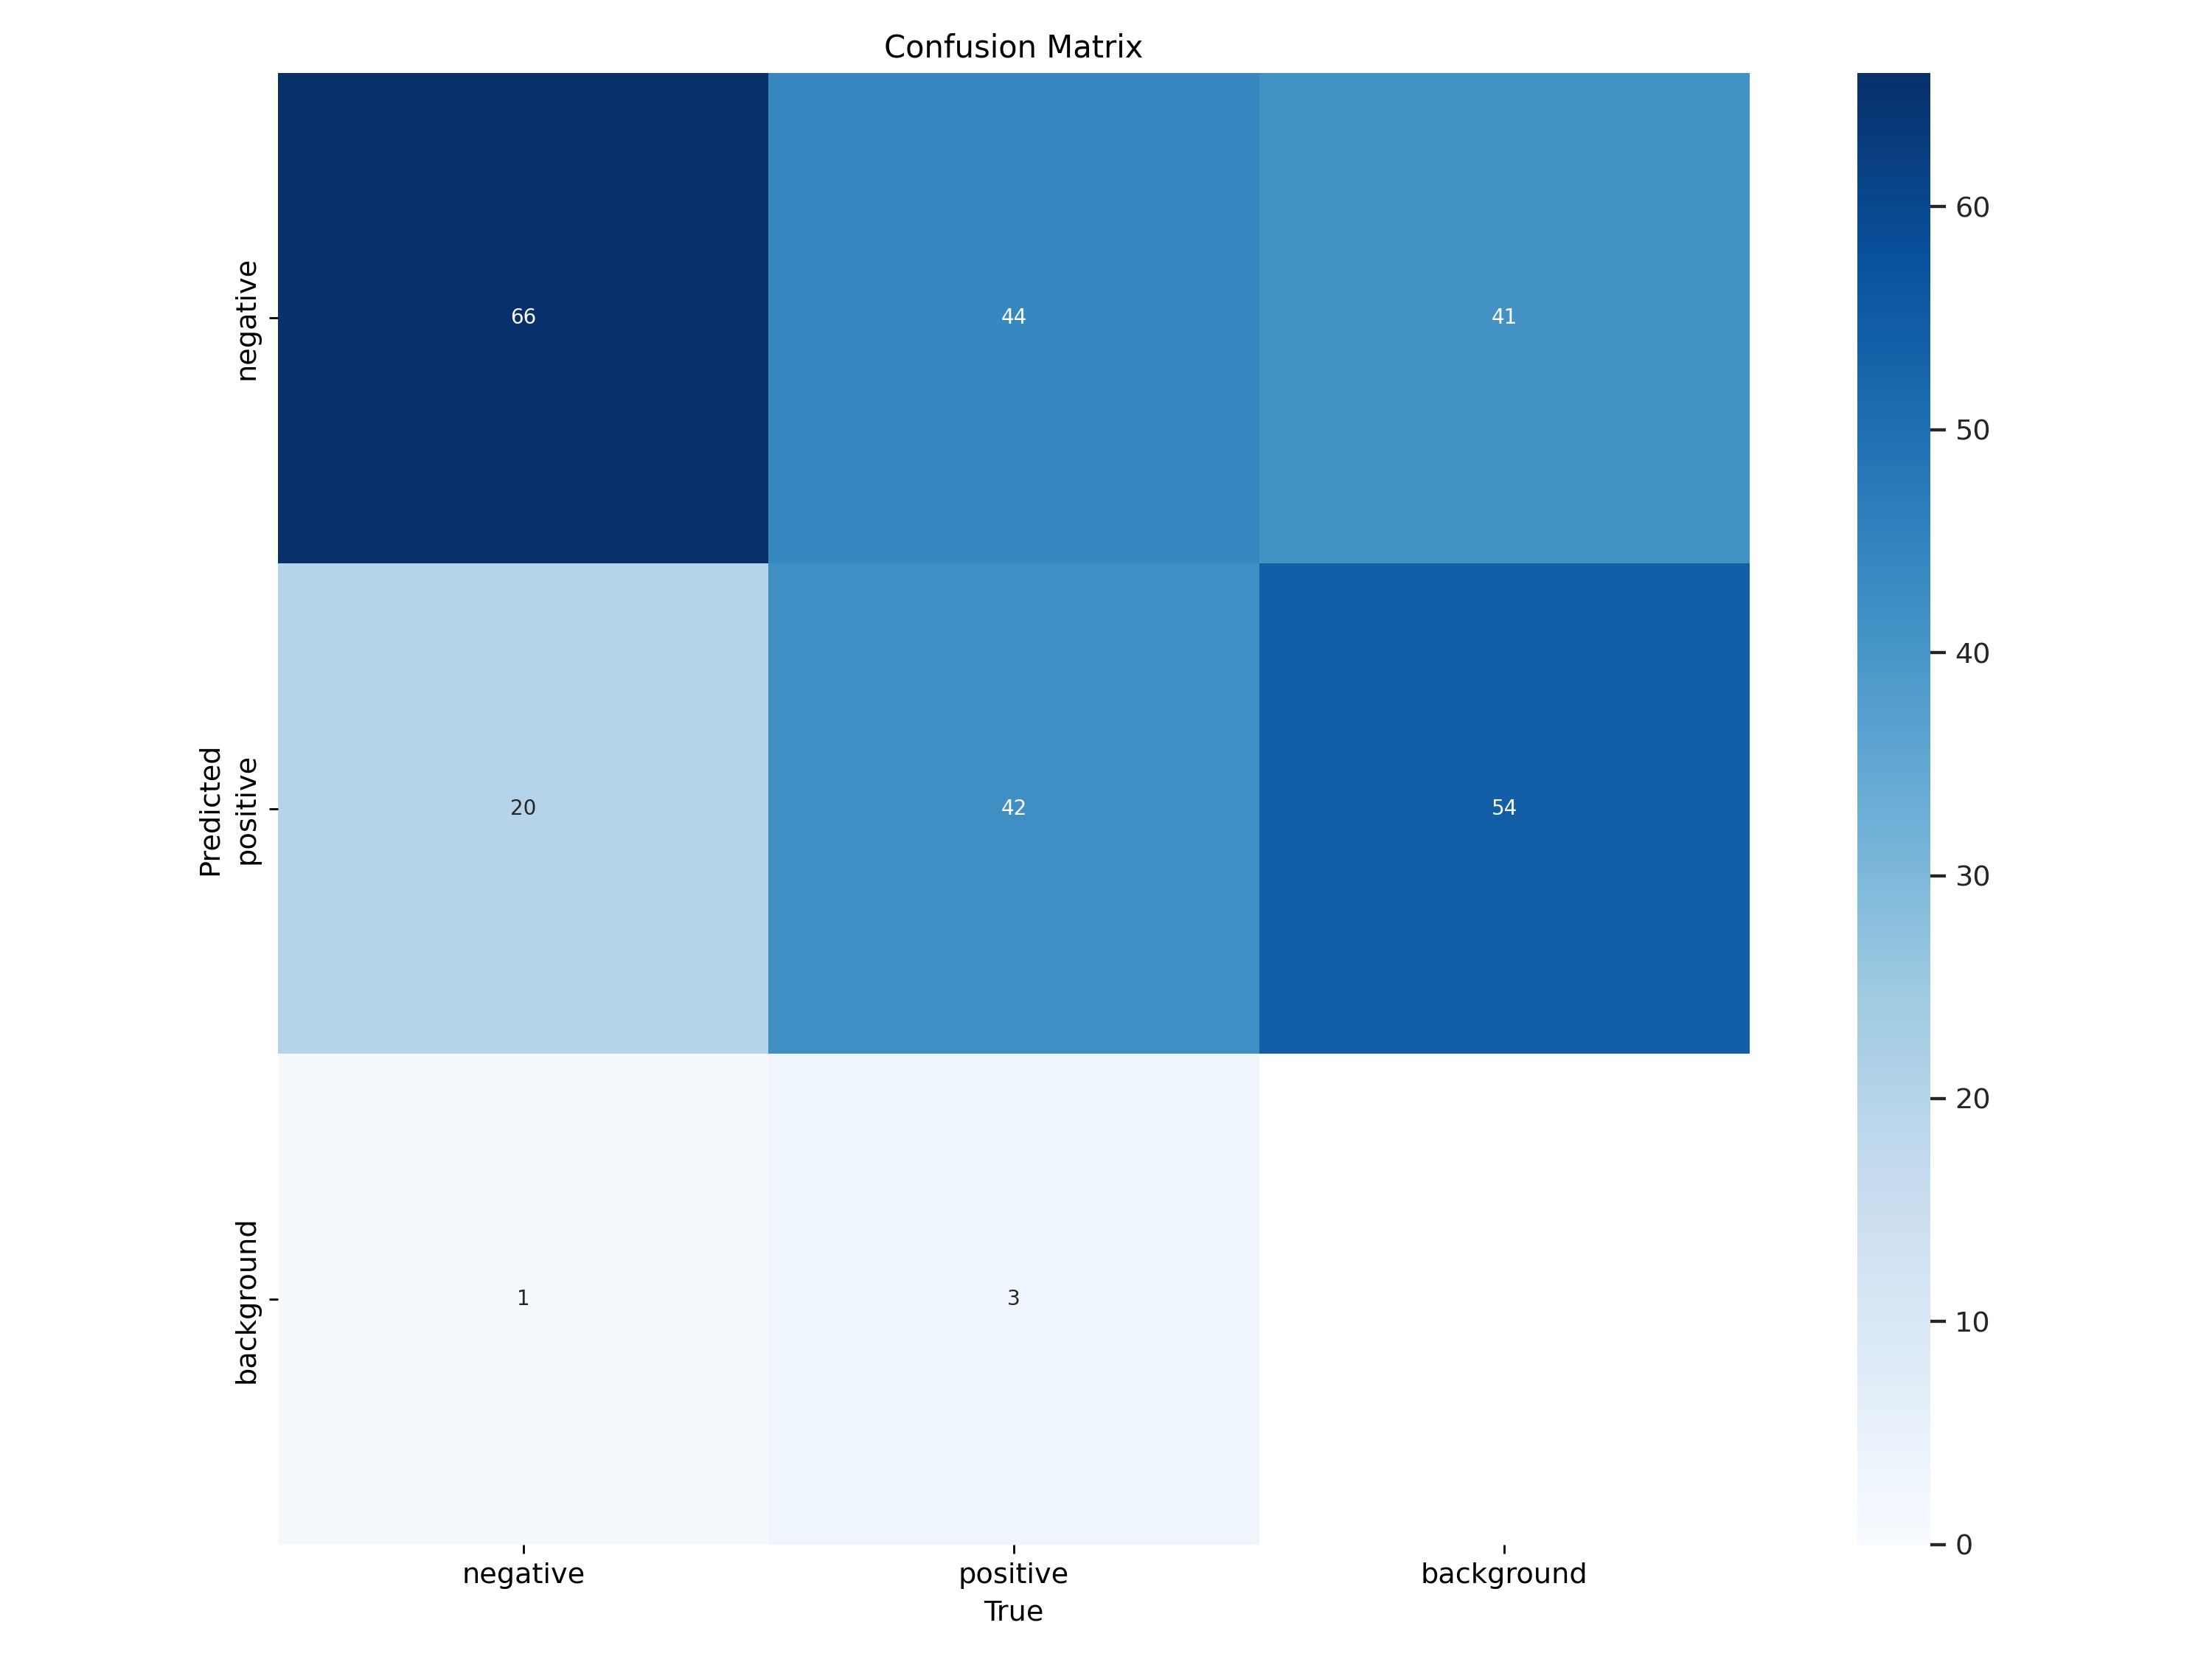 Confusion Matrix
negative
66 44 41
60
50
40
Predicted
positive
20 42 54
30
20
background
1 3
10
0
negative positive background
True